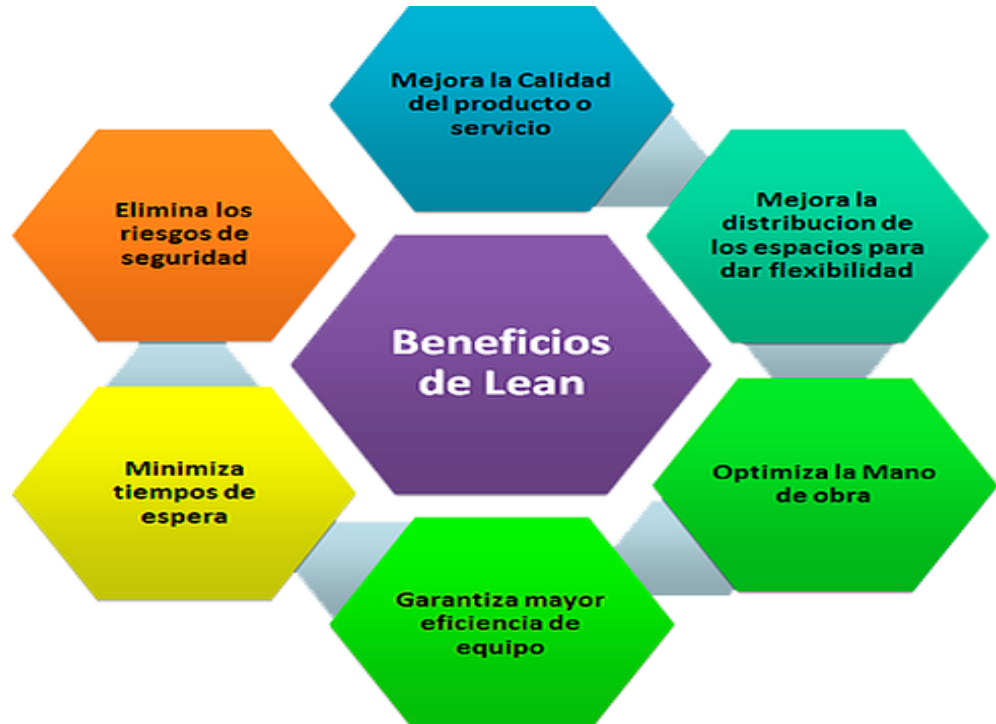 Mejora la Calidad
del producto o
servicio
Mejora la
distribucion de
los espacios para
dar flexibilidad
Optimiza la Mano
de obra
Garantiza mayor
eficiencia de
equipo
Minimiza
tiempos de
espera
Elimina los
riesgos de
seguridad
Beneficios
de Lean